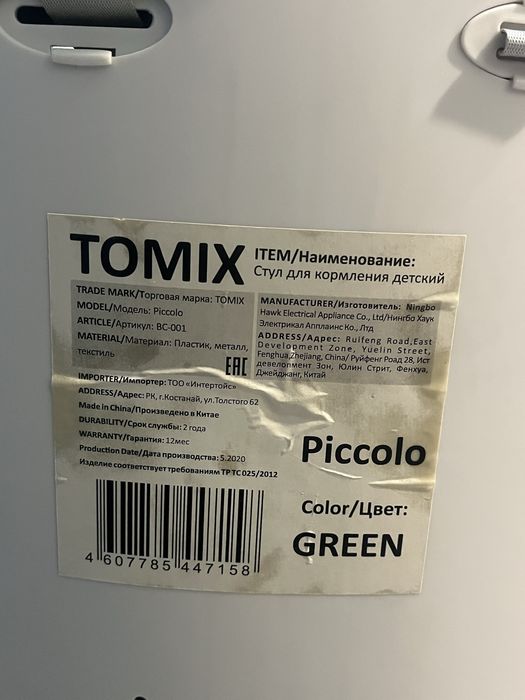 TOMIX
ITEM/Наименование:
Стул для кормления детский
TRADE MARK/Торговая марка: TOMIX
MODEL/Модель: Piccolo
ARTICLE/Артикул: BC-001
MATERIAL/Материал: Пластик, металл,
текстиль
EAC
MANUFACTURER/Изготовитель: Ningbo
Hawk Electrical Appliance Co., Ltd/Нингбо Хаук
Электрикал Апплаинс Ко., Лтд
ADDRESS/Адрес: Ruifeng Road,East
Development Zone, Yuelin Street,
Fenghua,Zhejiang, China/ Руйфенг Роад 28, Ист
девелопмент Зон, Юлин Стрит, Фенхуа,
Джейджанг, Китай
IMPORTER/Импортер: ТОО «Интертойс»
ADDRESS/Адрес: РК, г.Костанай, ул.Толстого 62
Made in China/Произведено в Китае
DURABILITY/Срок службы: 2 года
WARRANTY/Гарантия: 12мес
Production Date/Дата производства: 5.2020
Изделие соответствует требованиям ТР ТС 025/2012
Piccolo
Color/Цвет:
GREEN
4 607785 447158